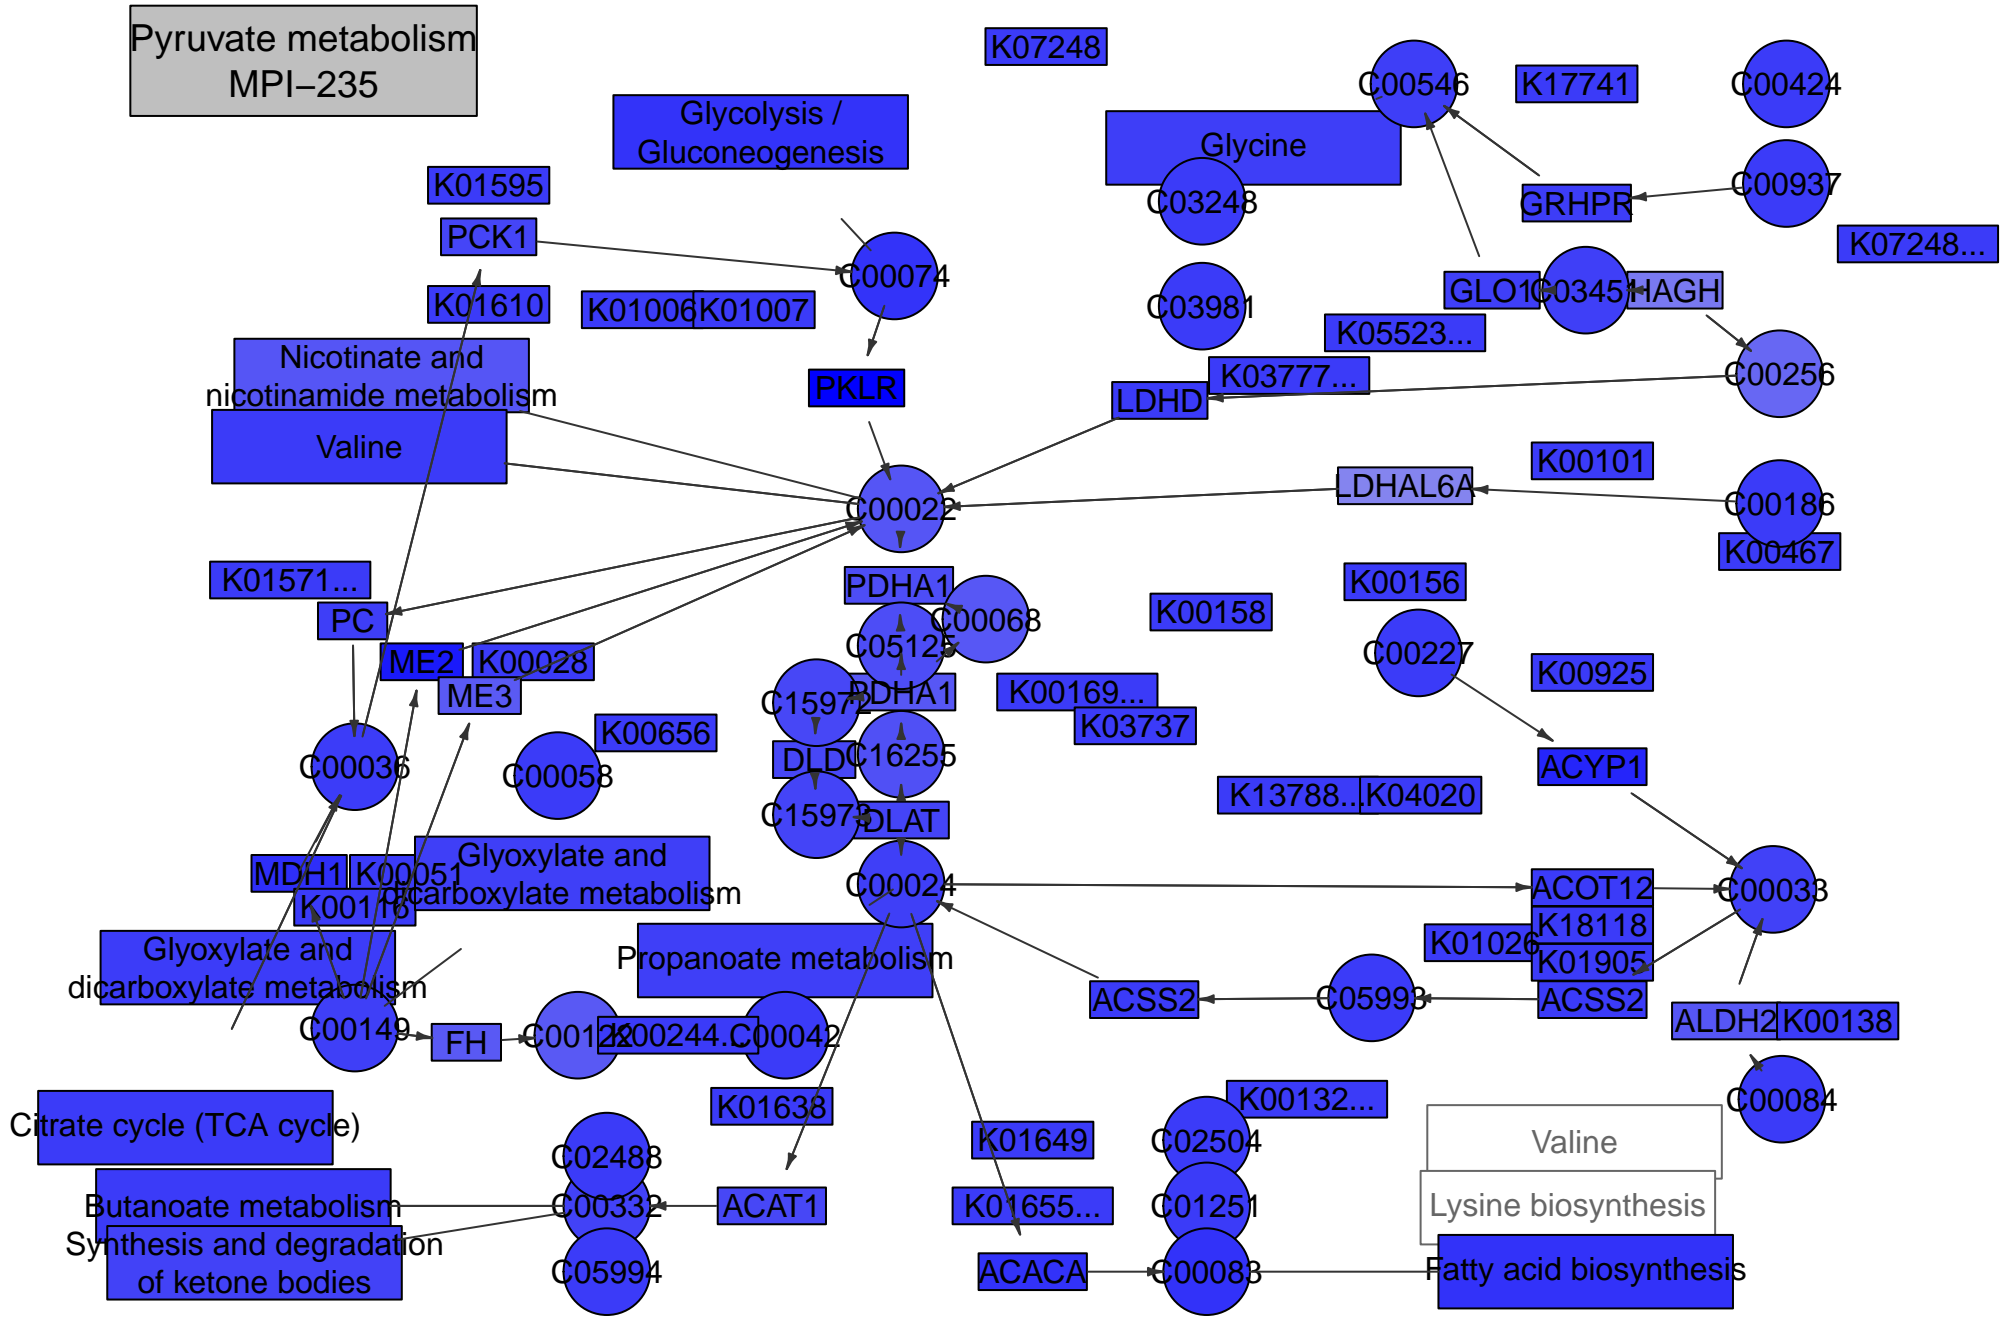 Pyruvate metabolism
MPI−235
K07248
C00546
K17741
C00424
Glycolysis /
Gluconeogenesis
Glycine
K01595
C03248
GRHPR
C00937
PCK1
K07248...
C00074
K01610
K01006
K01007
C03981
GLO1
C03451
HAGH
K05523...
Nicotinate and
nicotinamide metabolism
PKLR
K03777...
C00256
LDHD
Valine
K00101
LDHAL6A
C00186
C00022
K00467
K01571...
PDHA1
K00156
PC
C00068
K00158
C05125
C00227
ME2
K00028
K00925
ME3
C15972
PDHA1
K00169...
K03737
K00656
C00036
C00058
DLD
C16255
ACYP1
K13788...
K04020
C15973
DLAT
MDH1
K00051
Glyoxylate and
dicarboxylate metabolism
C00024
ACOT12
C00033
K00116
K18118
K01026
Glyoxylate and
dicarboxylate metabolism
Propanoate metabolism
K01905
ACSS2
C05993
ACSS2
ALDH2
K00138
C00149
FH
C00122
K00244...
C00042
K01638
K00132...
C00084
Citrate cycle (TCA cycle)
C02488
K01649
C02504
Valine
Butanoate metabolism
C00332
ACAT1
K01655...
C01251
Lysine biosynthesis
Synthesis and degradation
of ketone bodies
C05994
ACACA
C00083
Fatty acid biosynthesis